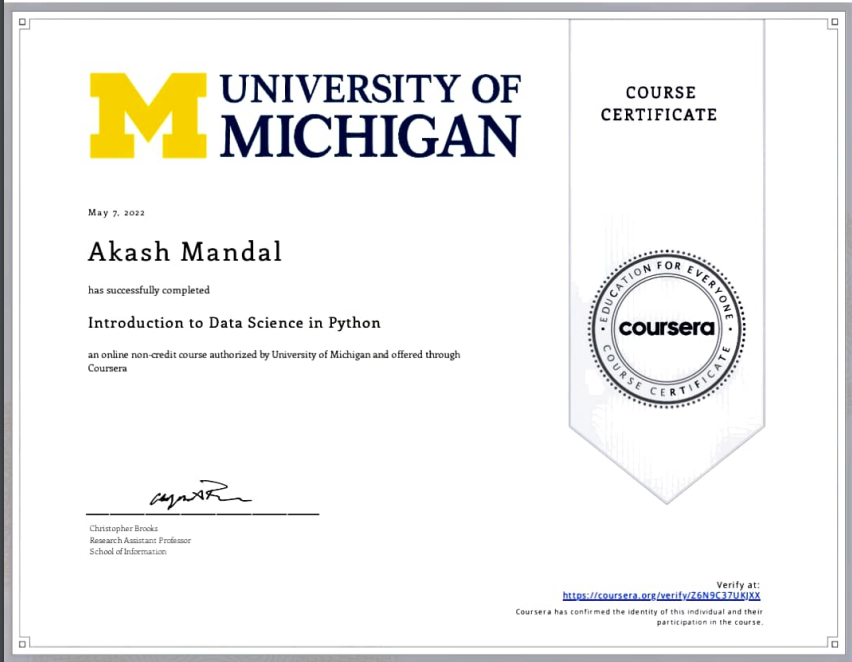 M UNIVERSITY OF
MICHIGAN
COURSE
CERTIFICATE
May 7, 2022
Akash Mandal
has successfully completed
Introduction to Data Science in Python
an online non-credit course authorized by University of Michigan and offered through
Coursera
EDUCATION FOR EVERYONE
coursera
COURSE CERTIFICATE
Christopher Brooks
Research Assistant Professor
School of Information
Verify at:
https://coursera.org/verify/Z6N9C37UKJXX
Coursera has confirmed the identity of this individual and their
participation in the course.